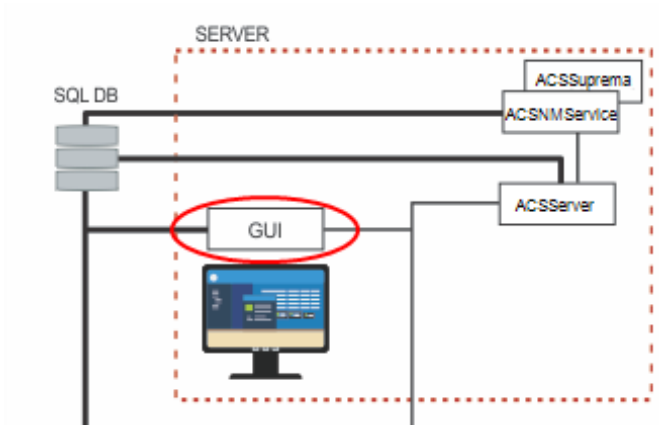 SERVER
SQL DB
ACSSuprema
ACSNMService
ACSServer
GUI